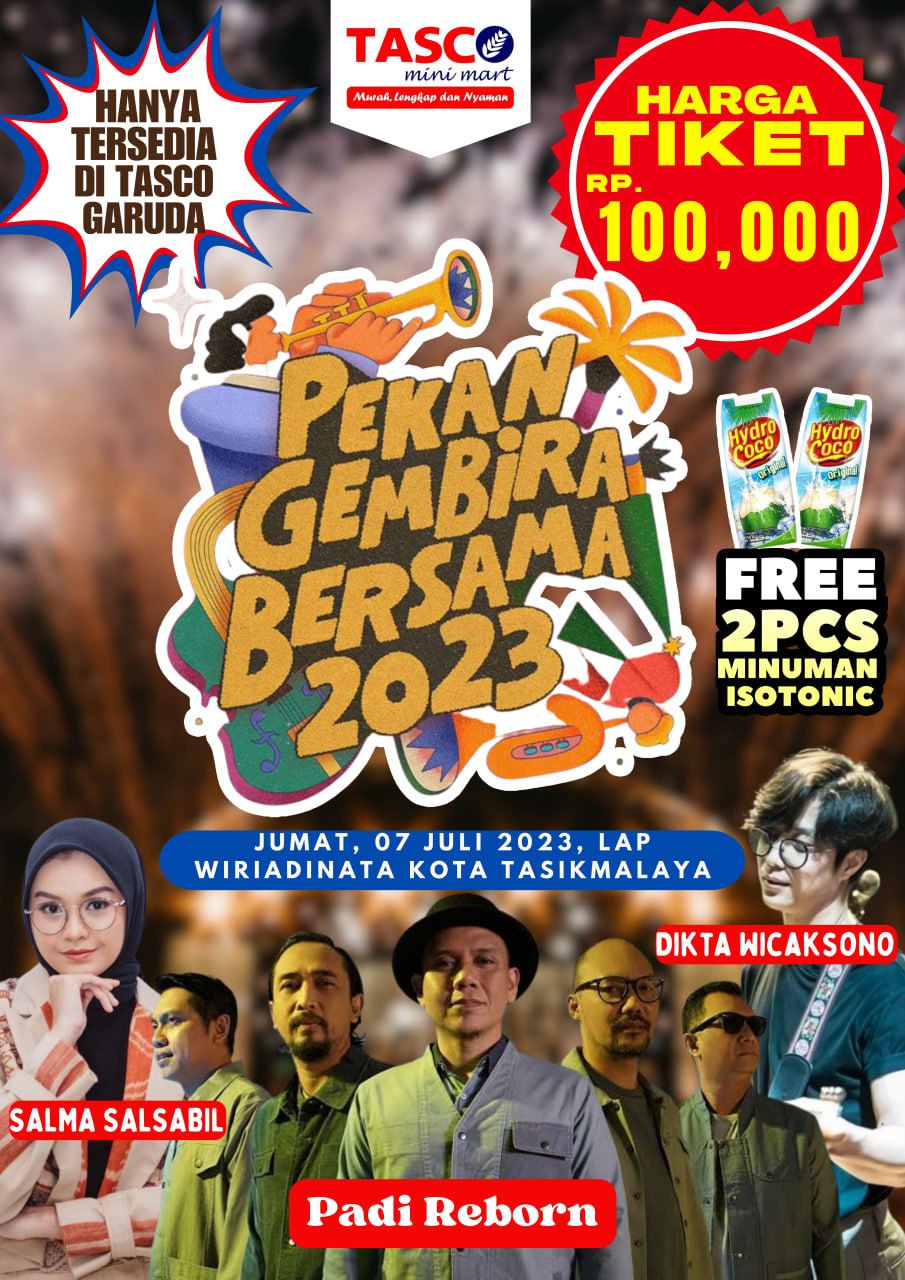 TASCO
mini mart
Murah, Lengkap dan Nyaman
HANYA
TERSEDIA
DI TASCO
GARUDA
HARGA
TIKET
RP.
100,000
PEKAN
GEMBiRA
BERSAMA
2023
Hydro
Coco
original
Hydro
Coco
original
FREE
2PCS
MINUMAN
ISOTONIC
JUMAT, 07 JULI 2023, LAP
WIRIADINATA KOTA TASIKMALAYA
DIKTA WICAKSONO
SALMA SALSABIL
Padi Reborn